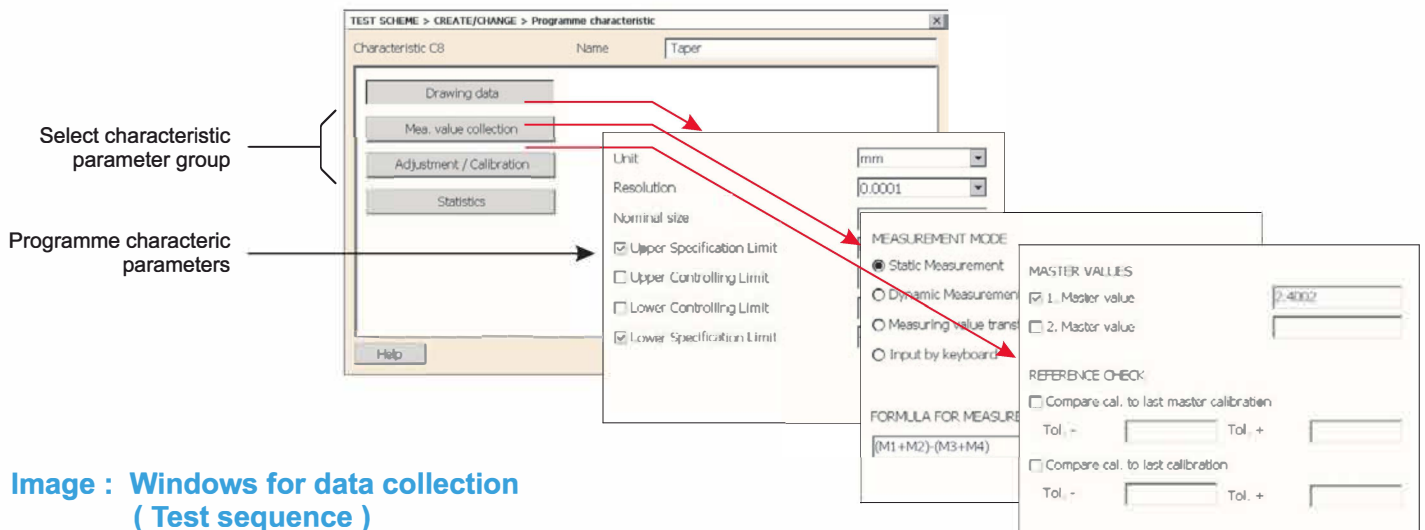 TEST SCHEME > CREATE/CHANGE > Programme characteristic
Characteristic C8 Name Taper
Drawing data
Mea. value collection
Adjustment / Calibration
Statistics
Help
Select characteristic
parameter group
Programme characteric
parameters
Unit mm
Resolution 0.0001
Nominal size
Upper Specification Limit
Upper Controlling Limit
Lower Controlling Limit
Lower Specification Limit
MEASUREMENT MODE
Static Measurement
Dynamic Measuremen
Measuring value transf
Input by keyboard
FORMULA FOR MEASURE
(M1+M2)-(M3+M4)
MASTER VALUES
1. Master value 2.4002
2. Master value
REFERENCE CHECK
Compare cal. to last master calibration
Tol. - Tol. +
Compare cal. to last calibration
Tol. - Tol. +
Image : Windows for data collection
( Test sequence )